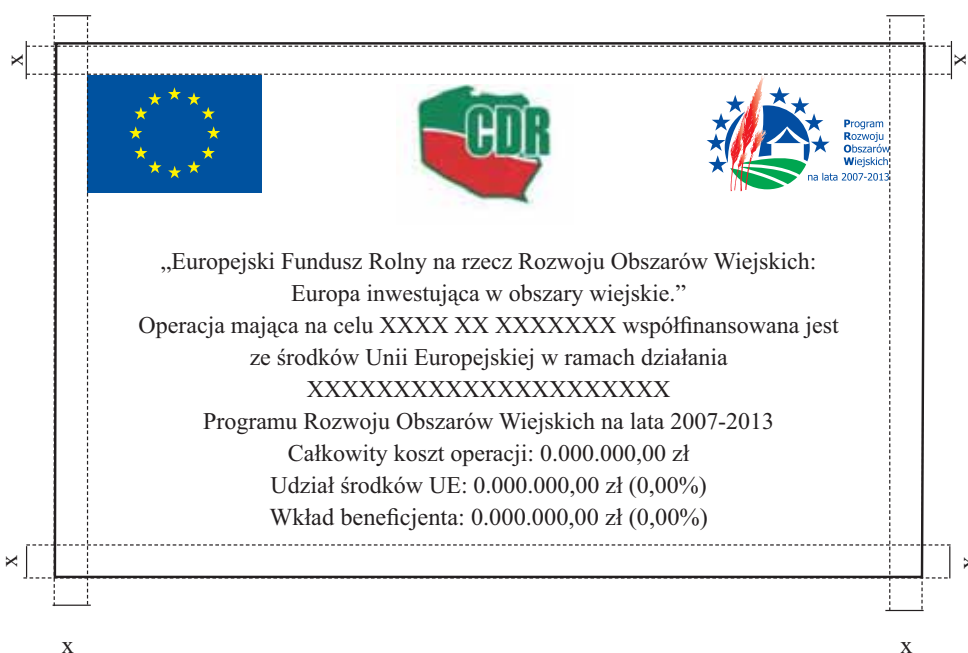 x
x
CDR
Program
Rozwoju
Obszarów
Wiejskich
na lata 2007-2013
„Europejski Fundusz Rolny na rzecz Rozwoju Obszarów Wiejskich:
Europa inwestująca w obszary wiejskie.”
Operacja mająca na celu XXXX XX XXXXXXX współfinansowana jest
ze środków Unii Europejskiej w ramach działania
XXXXXXXXXXXXXXXXXXXXX
Programu Rozwoju Obszarów Wiejskich na lata 2007-2013
Całkowity koszt operacji: 0.000.000,00 zł
Udział środków UE: 0.000.000,00 zł (0,00%)
Wkład beneficjenta: 0.000.000,00 zł (0,00%)
x
x
x
x